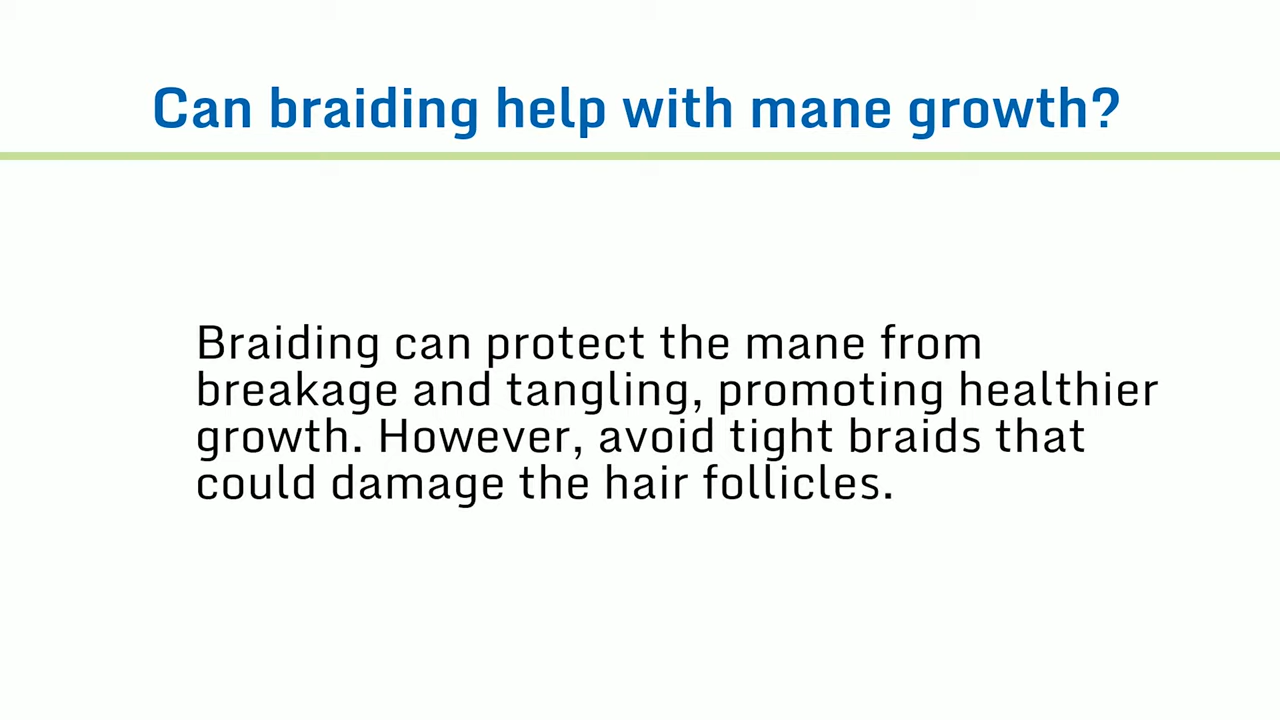 Can braiding help with mane growth?
Braiding can protect the mane from
breakage and tangling, promoting healthier
growth. However, avoid tight braids that
could damage the hair follicles.